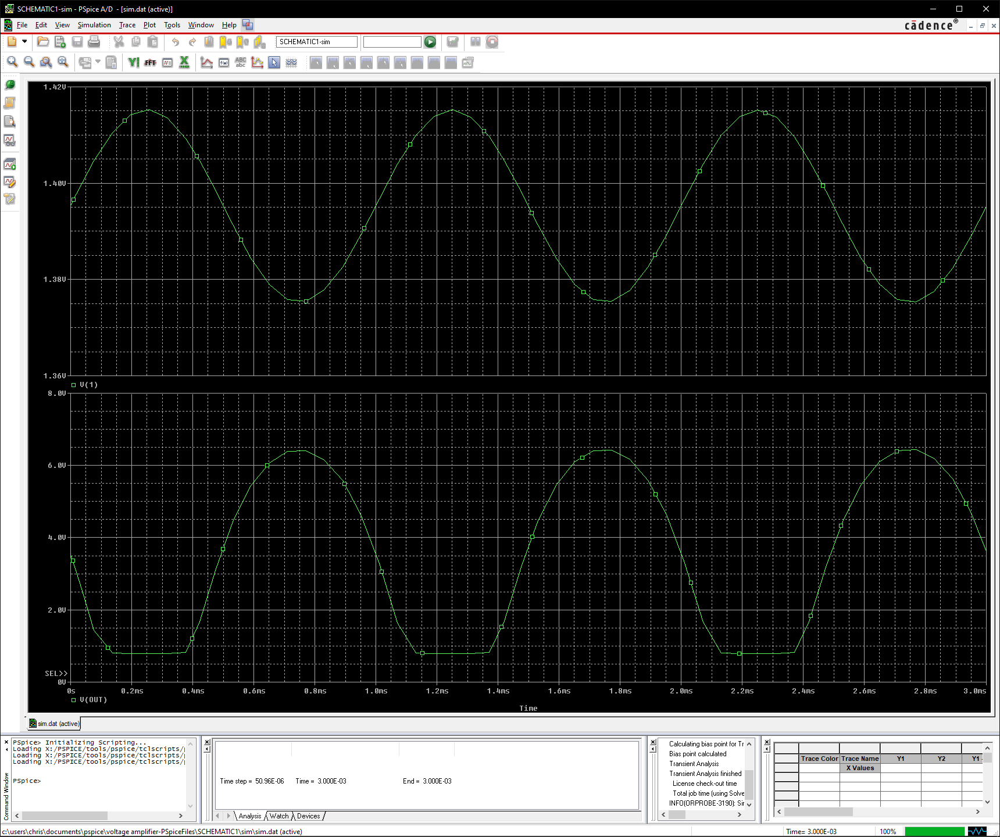 SCHEMATIC1-sim - PSpice A/D - [sim.dat (active)]
File Edit View Simulation Trace Plot Tools Window Help
cādence®
SCHEMATIC1-sim
FFT
ABC
abc
1.42V
1.40V
1.38V
1.36V
V(1)
8.0V
6.0V
4.0V
2.0V
SEL>>
0V
0s 0.2ms 0.4ms 0.6ms 0.8ms 1.0ms 1.2ms 1.4ms 1.6ms 1.8ms 2.0ms 2.2ms 2.4ms 2.6ms 2.8ms 3.0ms
V(OUT)
Time
sim.dat (active)
Command Window
PSpice> Initializing Scripting...
Loading X:/PSPICE/tools/pspice/tclscripts/
Loading X:/PSPICE/tools/pspice/tclscripts/
Loading X:/PSPICE/tools/pspice/tclscripts/
PSpice>
Time step = 50.96E-06 Time = 3.000E-03 End = 3.000E-03
Analysis Watch Devices
Calculating bias point for Tr
Bias point calculated
Transient Analysis
Transient Analysis finished
License check-out time
Total job time (using Solve
INFO(ORPROBE-3190): Sir
Trace Color Trace Name Y1 Y2 Y1 -
X Values
c:\users\chris\documents\pspice\voltage amplifier-PSpiceFiles\SCHEMATIC1\sim\sim.dat (active)
Time= 3.000E-03 100%